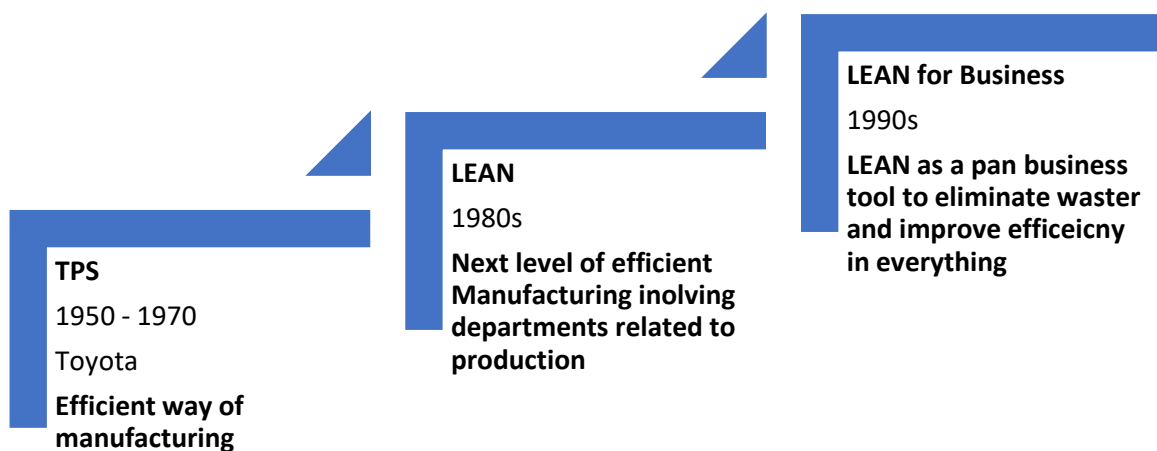 TPS
1950 - 1970
Toyota
Efficient way of
manufacturing
LEAN
1980s
Next level of efficient
Manufacturing inolving
departments related to
production
LEAN for Business
1990s
LEAN as a pan business
tool to eliminate waster
and improve efficeicny
in everything